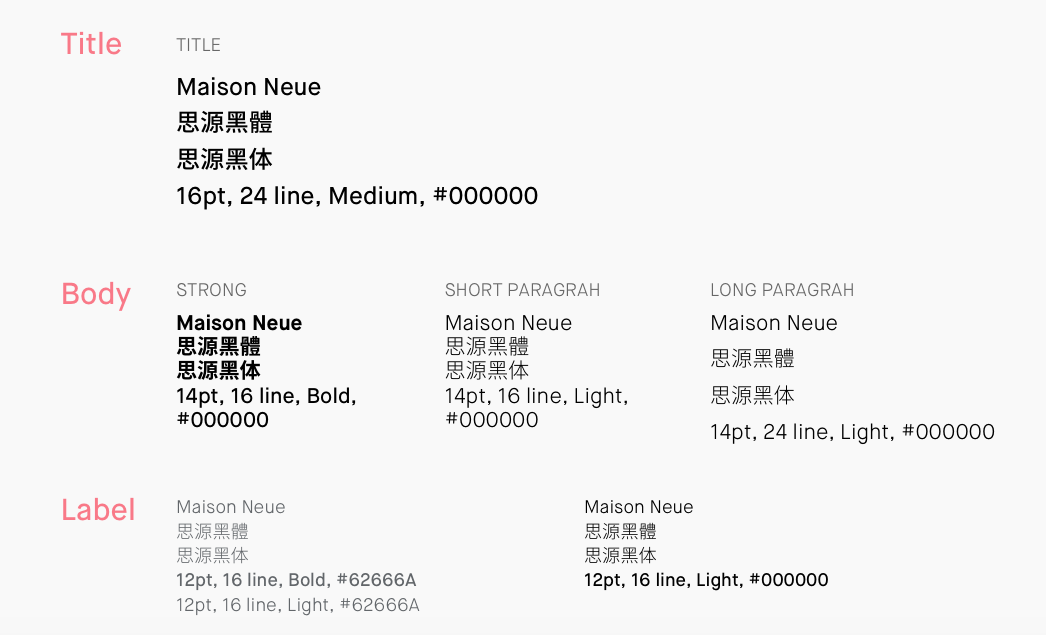 Title
TITLE
Maison Neue
思源黑體
思源黑体
16pt, 24 line, Medium, #000000
Body
STRONG
Maison Neue
思源黑體
思源黑体
14pt, 16 line, Bold,
#000000
SHORT PARAGRAH
Maison Neue
思源黑體
思源黑体
14pt, 16 line, Light,
#000000
LONG PARAGRAH
Maison Neue
思源黑體
思源黑体
14pt, 24 line, Light, #000000
Label
Maison Neue
思源黑體
思源黑体
12pt, 16 line, Bold, #62666A
12pt, 16 line, Light, #62666A
Maison Neue
思源黑體
思源黑体
12pt, 16 line, Light, #000000